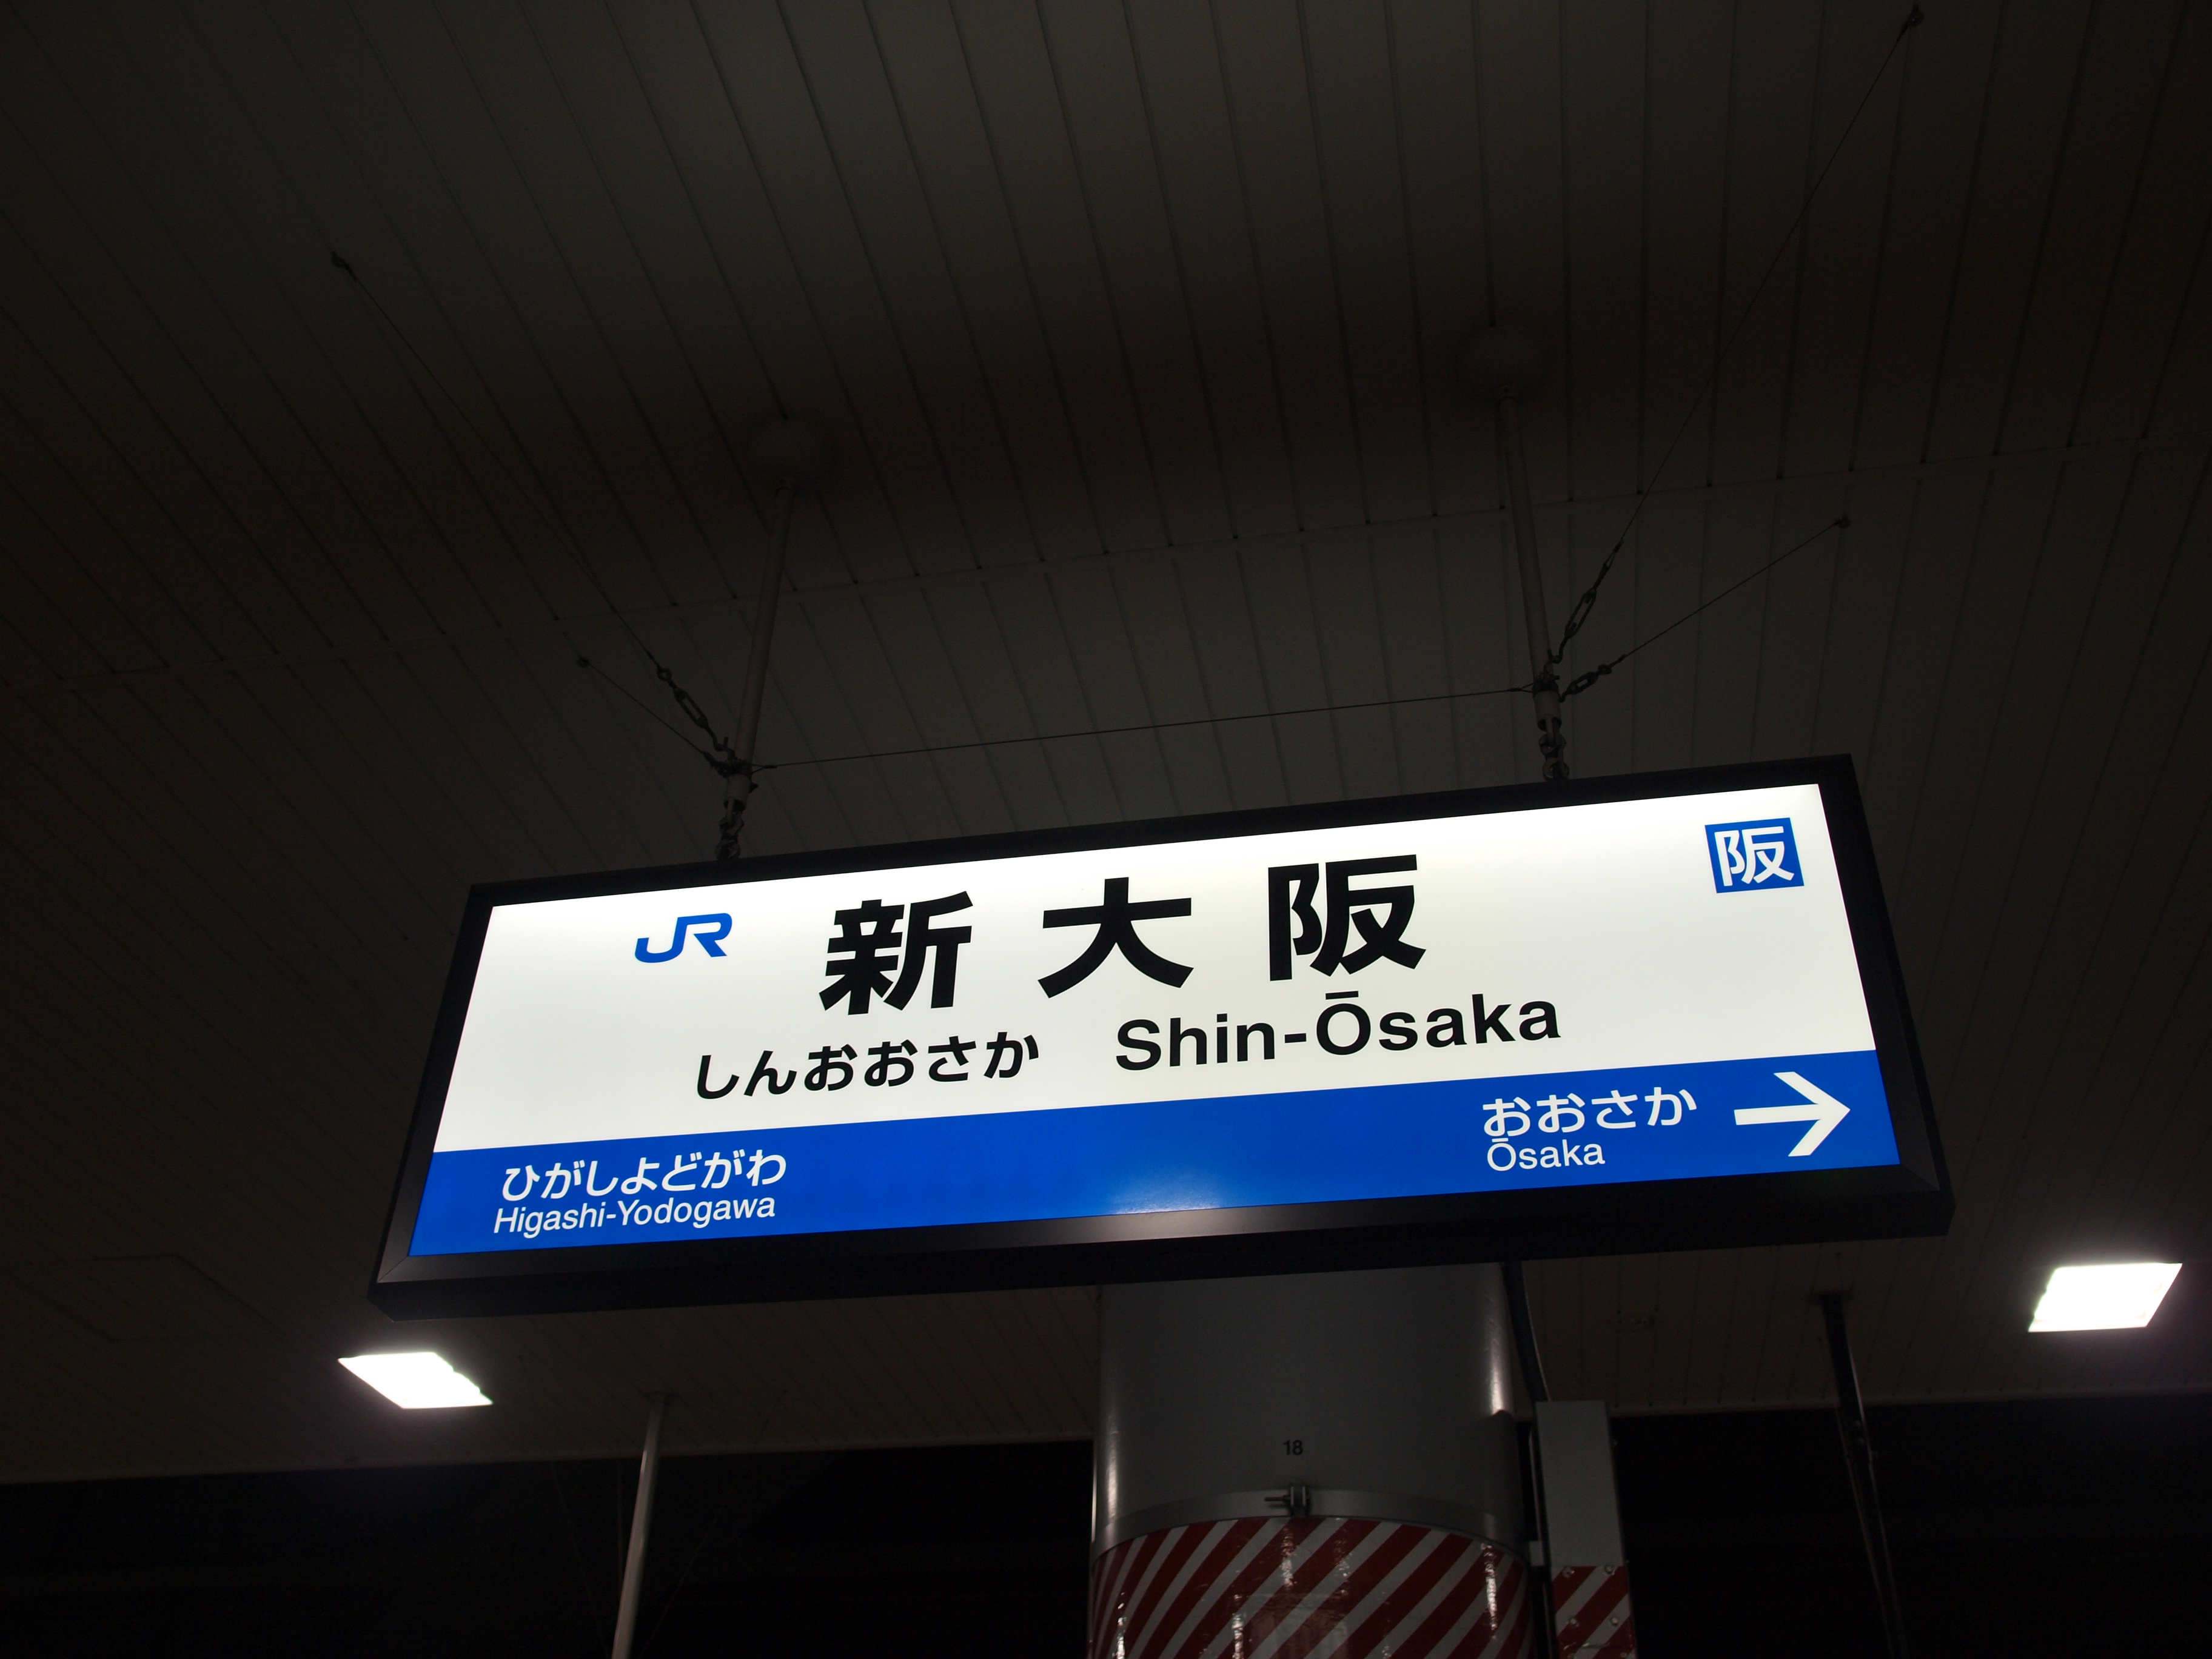 JR 新大阪 阪
しんおおさか Shin-Ōsaka
ひがしよどがわ
Higashi-Yodogawa
おおさか →
Ōsaka
18